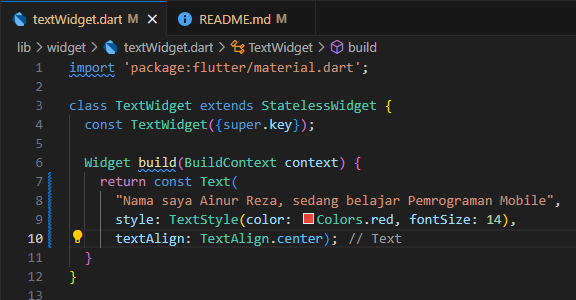 textWidget.dart M README.md M
lib > widget > textWidget.dart > TextWidget > build
1 import 'package:flutter/material.dart';
2
3 class TextWidget extends StatelessWidget {
4 const TextWidget({super.key});
5
6 Widget build(BuildContext context) {
7 return const Text(
8 "Nama saya Ainur Reza, sedang belajar Pemrograman Mobile",
9 style: TextStyle(color: Colors.red, fontSize: 14),
10 textAlign: TextAlign.center); // Text
11 }
12 }
13